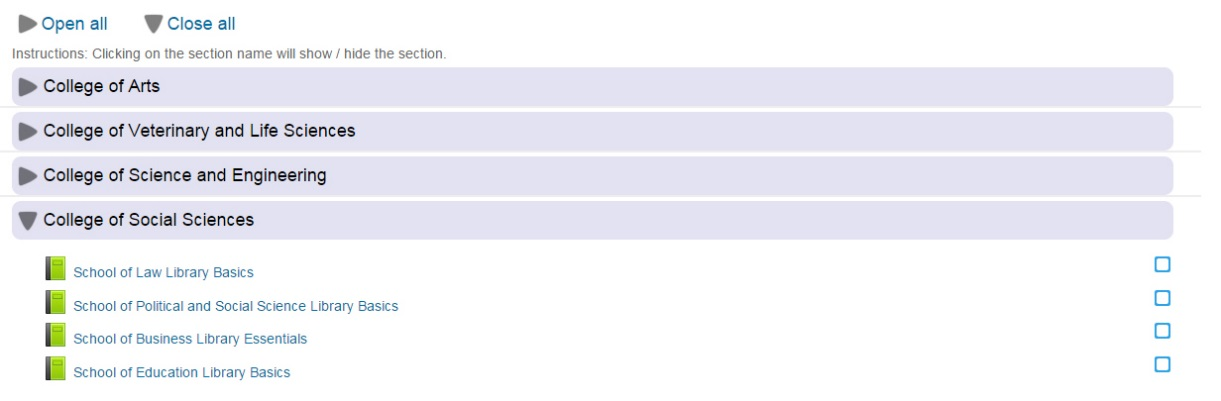 Open all Close all
Instructions: Clicking on the section name will show / hide the section.
College of Arts
College of Veterinary and Life Sciences
College of Science and Engineering
College of Social Sciences
School of Law Library Basics
School of Political and Social Science Library Basics
School of Business Library Essentials
School of Education Library Basics